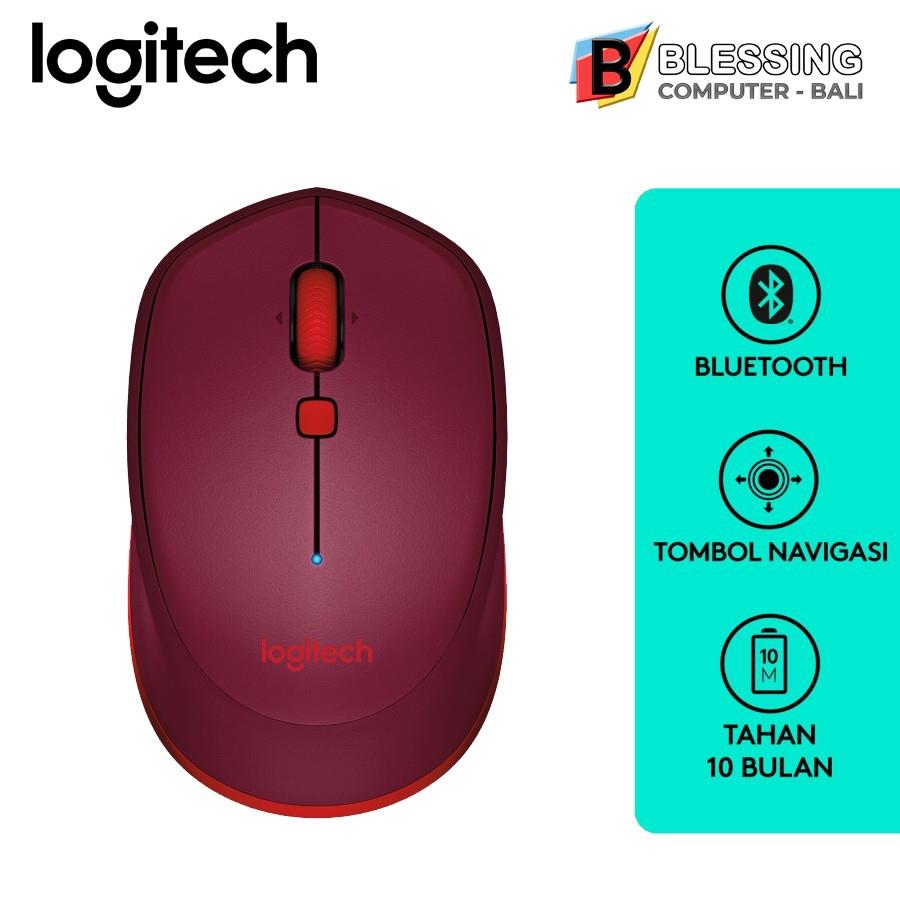 logitech
B BLESSING
COMPUTER - BALI
BLUETOOTH
TOMBOL NAVIGASI
10
M
TAHAN
10 BULAN
logitech